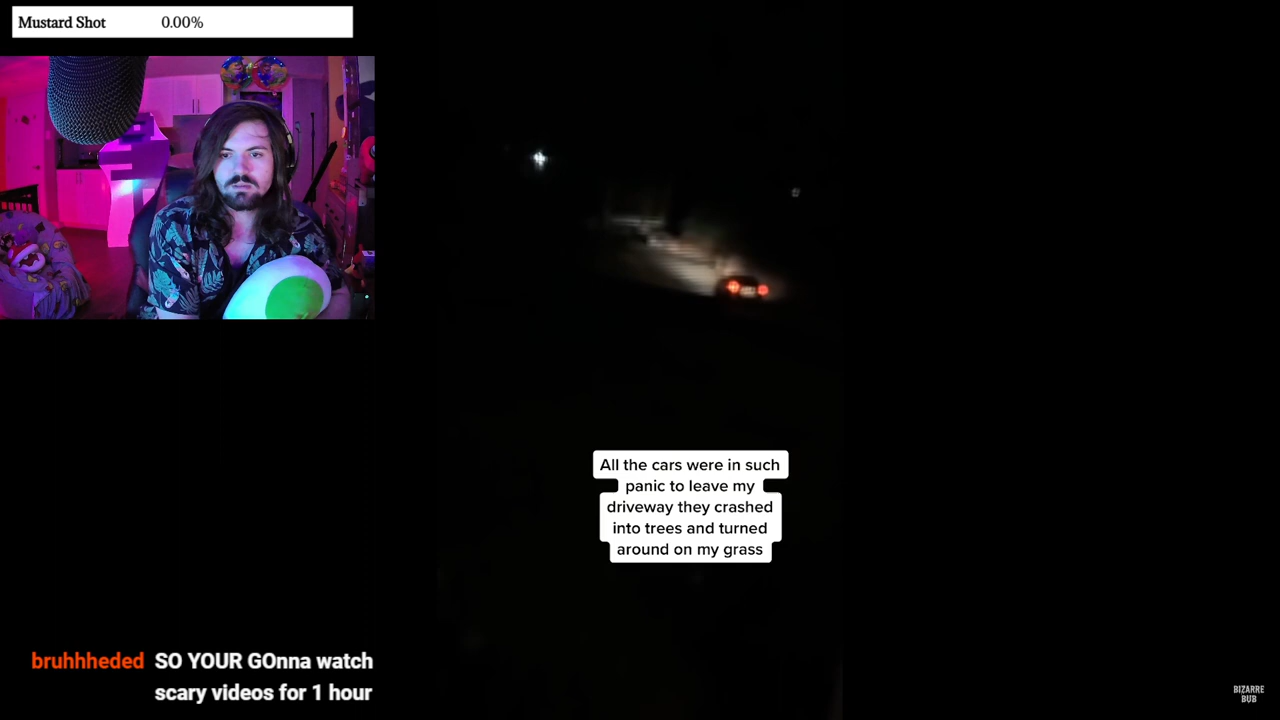 Mustard Shot 0.00%
All the cars were in such
panic to leave my
driveway they crashed
into trees and turned
around on my grass
bruhhheded SO YOUR GOnna watch
scary videos for 1 hour
BIZARRE
BUB